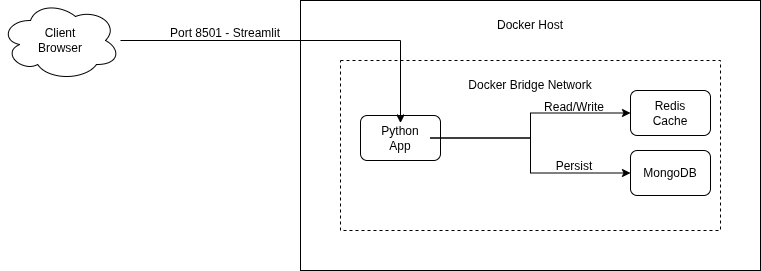 Client
Browser
Port 8501 - Streamlit
Docker Host
Docker Bridge Network
Python
App
Read/Write
Redis
Cache
Persist
MongoDB